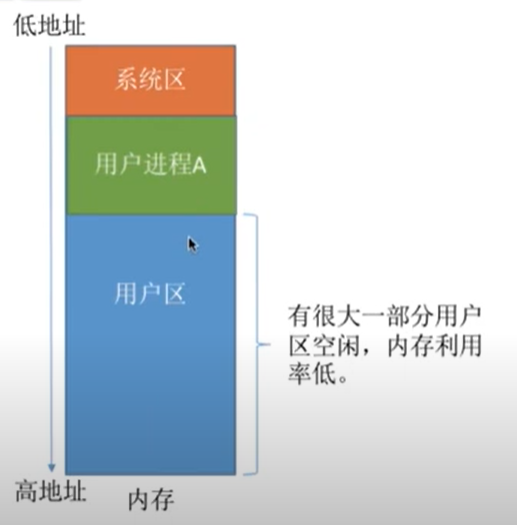 低地址
系统区
用户进程A
用户区
有很大一部分用户
区空闲，内存利用
率低。
高地址
内存